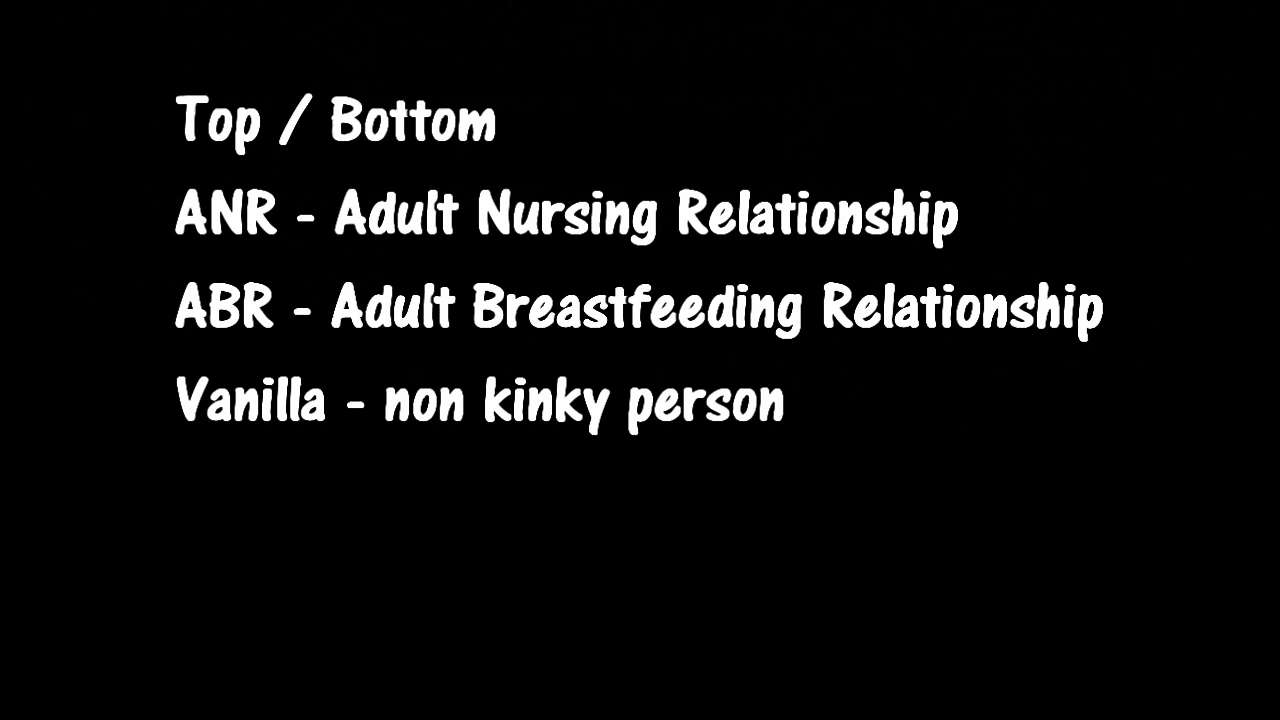 Top / Bottom
ANR - Adult Nursing Relationship
ABR - Adult Breastfeeding Relationship
Vanilla - non kinky person